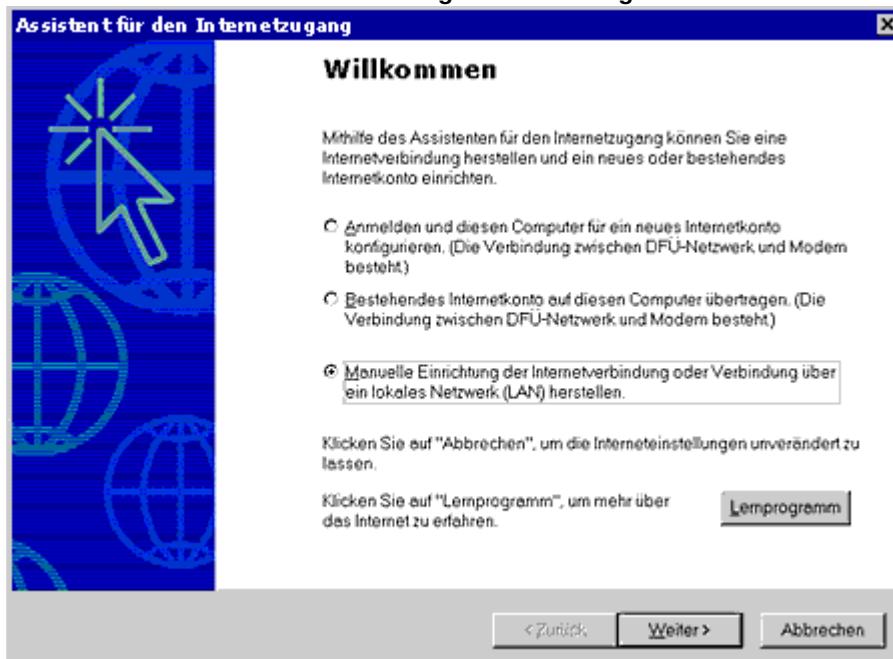 Assistent für den Internetzugang
Willkommen
Mithilfe des Assistenten für den Internetzugang können Sie eine
Internetverbindung herstellen und ein neues oder bestehendes
Internetkonto einrichten.
Anmelden und diesen Computer für ein neues Internetkonto
konfigurieren. (Die Verbindung zwischen DFÜ-Netzwerk und Modem
besteht.)
Bestehendes Internetkonto auf diesen Computer übertragen. (Die
Verbindung zwischen DFÜ-Netzwerk und Modem besteht.)
Manuelle Einrichtung der Internetverbindung oder Verbindung über
ein lokales Netzwerk (LAN) herstellen.
Klicken Sie auf "Abbrechen", um die Interneteinstellungen unverändert zu
lassen.
Klicken Sie auf "Lernprogramm", um mehr über
das Internet zu erfahren.
Lernprogramm
< Zurück
Weiter >
Abbrechen